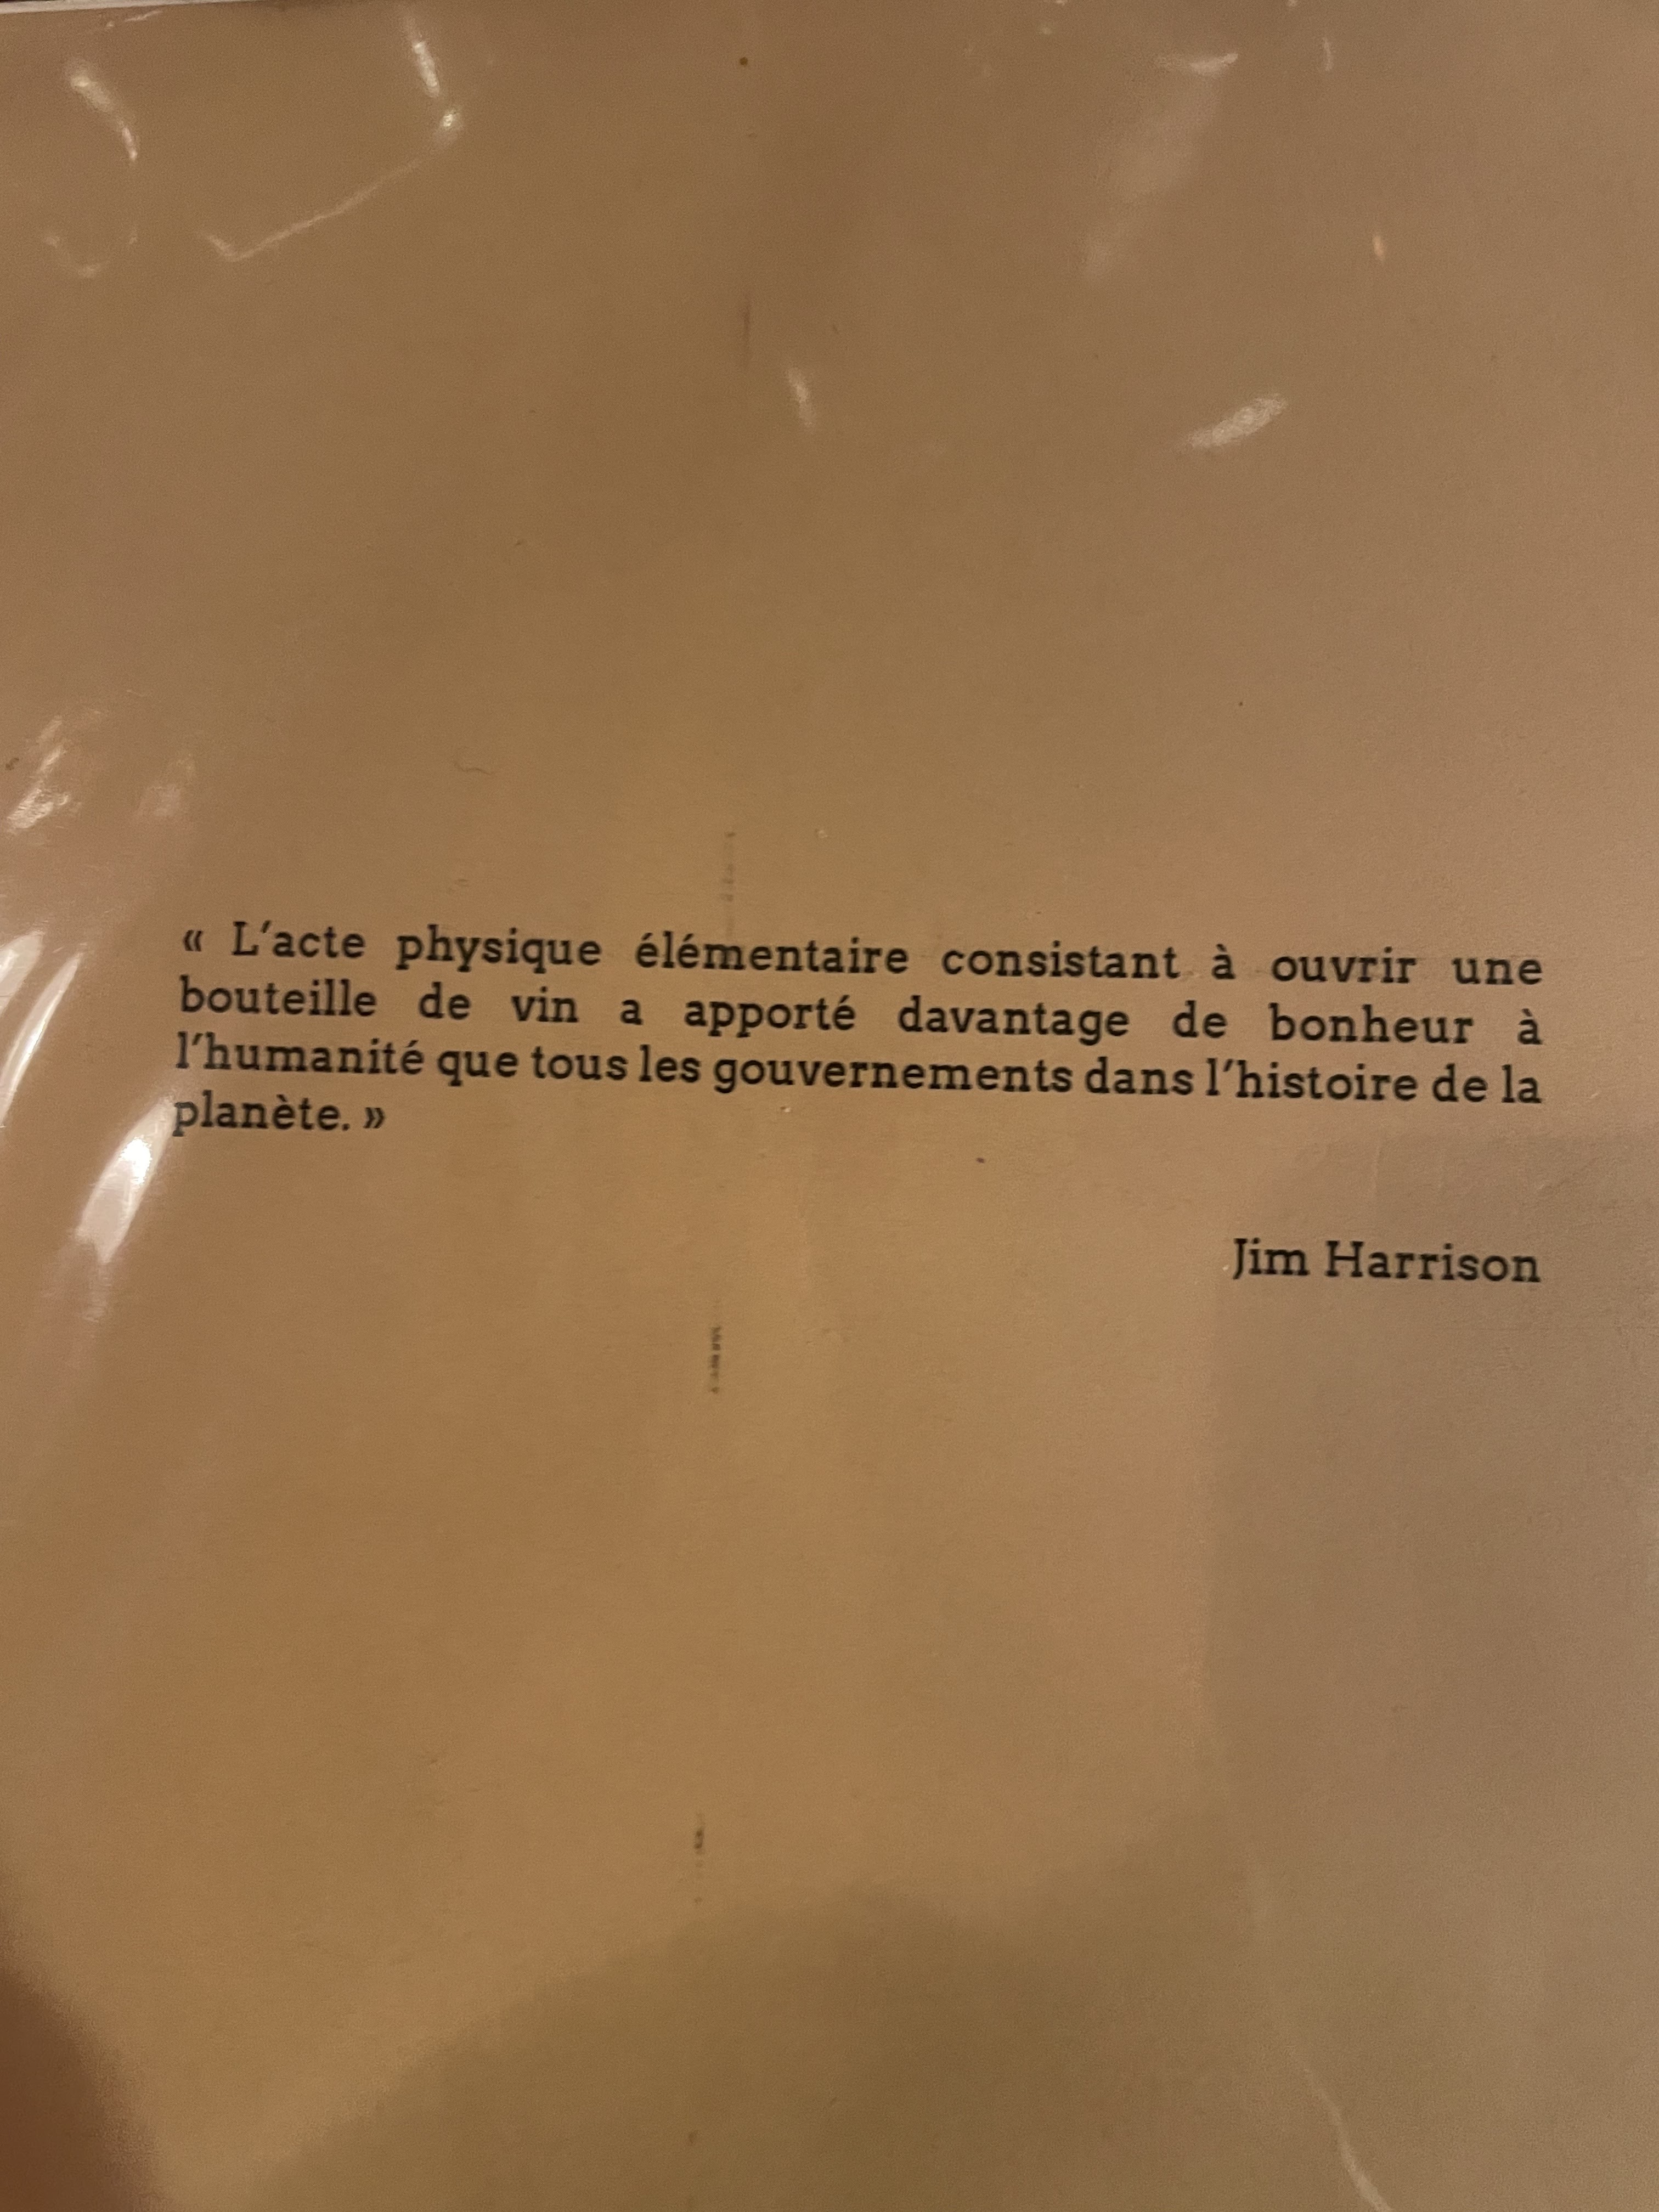 « L'acte physique élémentaire consistant à ouvrir une
bouteille de vin a apporté davantage de bonheur à
l'humanité que tous les gouvernements dans l'histoire de la
planète. »
Jim Harrison